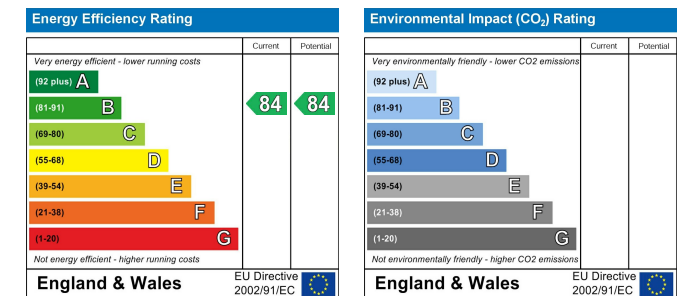 Energy Efficiency Rating
Current Potential
Very energy efficient - lower running costs
(92 plus) A
(81-91) B 84 84
(69-80) C
(55-68) D
(39-54) E
(21-38) F
(1-20) G
Not energy efficient - higher running costs
England & Wales
EU Directive
2002/91/EC
Environmental Impact (CO₂) Rating
Current Potential
Very environmentally friendly - lower CO2 emissions
(92 plus) A
(81-91) B
(69-80) C
(55-68) D
(39-54) E
(21-38) F
(1-20) G
Not environmentally friendly - higher CO2 emissions
England & Wales
EU Directive
2002/91/EC